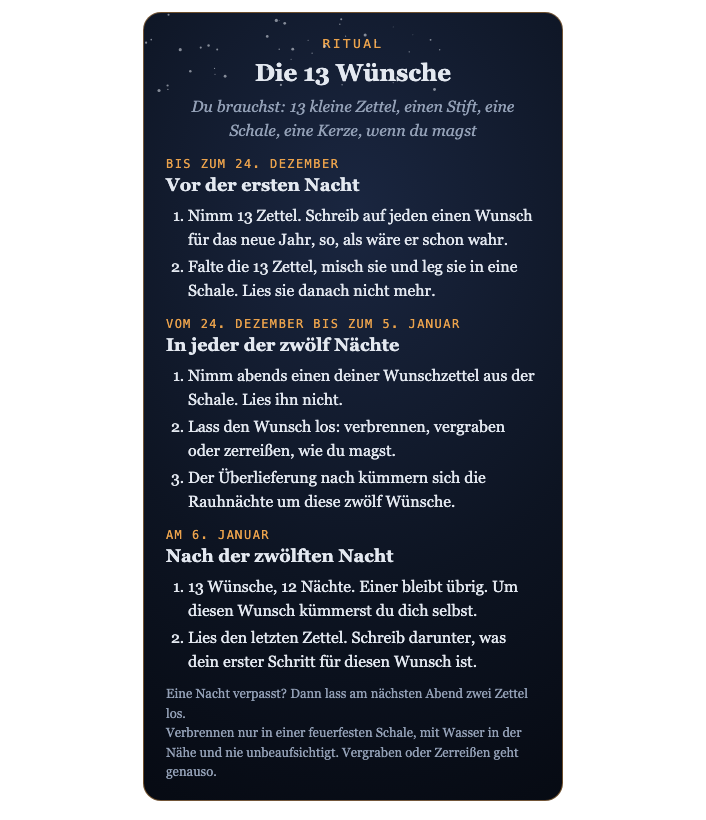 RITUAL
Die 13 Wünsche
Du brauchst: 13 kleine Zettel, einen Stift, eine
Schale, eine Kerze, wenn du magst
BIS ZUM 24. DEZEMBER
Vor der ersten Nacht
1. Nimm 13 Zettel. Schreib auf jeden einen Wunsch
für das neue Jahr, so, als wäre er schon wahr.
2. Falte die 13 Zettel, misch sie und leg sie in eine
Schale. Lies sie danach nicht mehr.
VOM 24. DEZEMBER BIS ZUM 5. JANUAR
In jeder der zwölf Nächte
1. Nimm abends einen deiner Wunschzettel aus der
Schale. Lies ihn nicht.
2. Lass den Wunsch los: verbrennen, vergraben
oder zerreißen, wie du magst.
3. Der Überlieferung nach kümmern sich die
Rauhnächte um diese zwölf Wünsche.
AM 6. JANUAR
Nach der zwölften Nacht
1. 13 Wünsche, 12 Nächte. Einer bleibt übrig. Um
diesen Wunsch kümmerst du dich selbst.
2. Lies den letzten Zettel. Schreib darunter, was
dein erster Schritt für diesen Wunsch ist.
Eine Nacht verpasst? Dann lass am nächsten Abend zwei Zettel
los.
Verbrennen nur in einer feuerfesten Schale, mit Wasser in der
Nähe und nie unbeaufsichtigt. Vergraben oder Zerreißen geht
genauso.